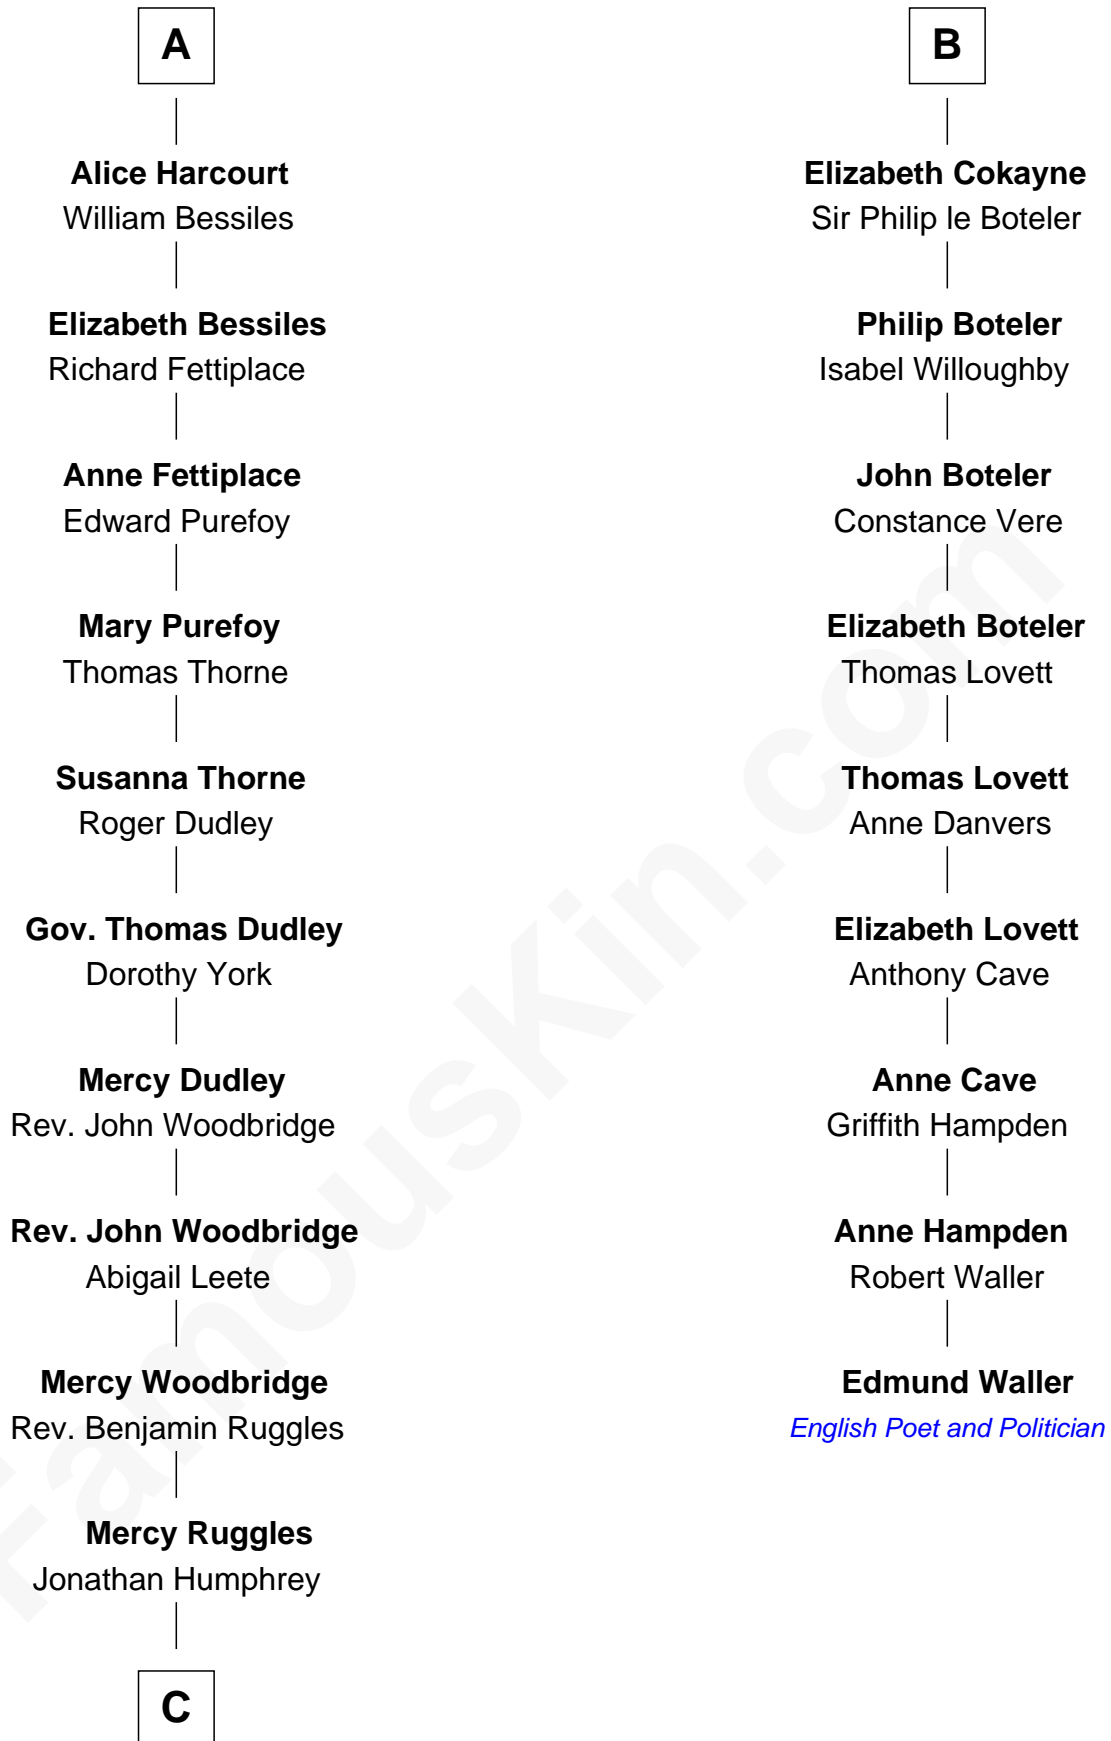 A
Alice Harcourt
William Bessiles
Elizabeth Bessiles
Richard Fettiplace
Anne Fettiplace
Edward Purefoy
Mary Purefoy
Thomas Thorne
Susanna Thorne
Roger Dudley
Gov. Thomas Dudley
Dorothy York
Mercy Dudley
Rev. John Woodbridge
Rev. John Woodbridge
Abigail Leete
Mercy Woodbridge
Rev. Benjamin Ruggles
Mercy Ruggles
Jonathan Humphrey
C
B
Elizabeth Cokayne
Sir Philip le Boteler
Philip Boteler
Isabel Willoughby
John Boteler
Constance Vere
Elizabeth Boteler
Thomas Lovett
Thomas Lovett
Anne Danvers
Elizabeth Lovett
Anthony Cave
Anne Cave
Griffith Hampden
Anne Hampden
Robert Waller
Edmund Waller
English Poet and Politician
FamousKin.com